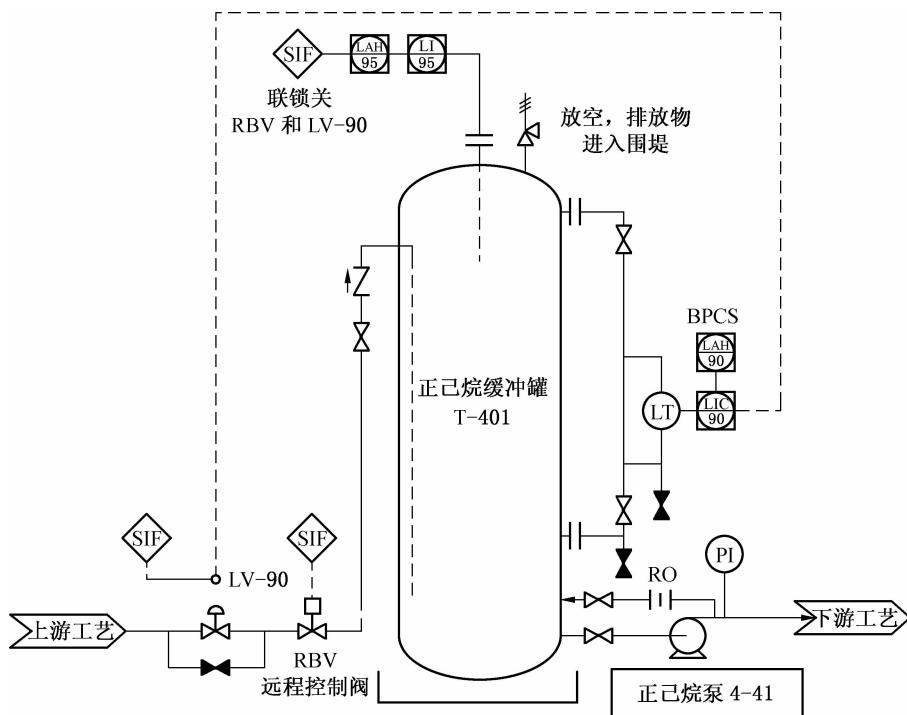 SIF
LAH
95
LI
95
联锁关
RBV 和 LV-90
放空，排放物
进入围堤
BPCS
LAH
90
LT
LIC
90
正己烷缓冲罐
T-401
SIF
SIF
LV-90
PI
RO
上游工艺
下游工艺
RBV
远程控制阀
正己烷泵 4-41